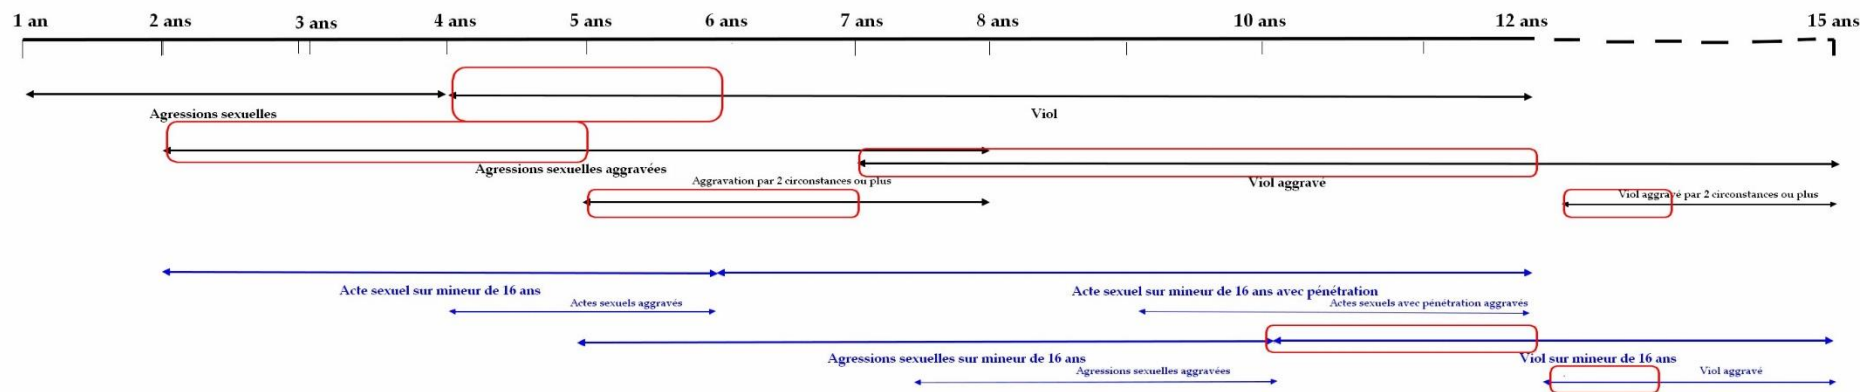 1 an 2 ans 3 ans 4 ans 5 ans 6 ans 7 ans 8 ans 10 ans 12 ans 15 ans
Agressions sexuelles Viol
Agressions sexuelles aggravées
Aggravation par 2 circonstances ou plus Viol aggravé
Viol aggravé par 2 circonstances ou plus
Acte sexuel sur mineur de 16 ans Acte sexuel sur mineur de 16 ans avec pénétration
Actes sexuels aggravés Actes sexuels avec pénétration aggravés
Agressions sexuelles sur mineur de 16 ans Viol sur mineur de 16 ans
Agressions sexuelles aggravées Viol aggravé